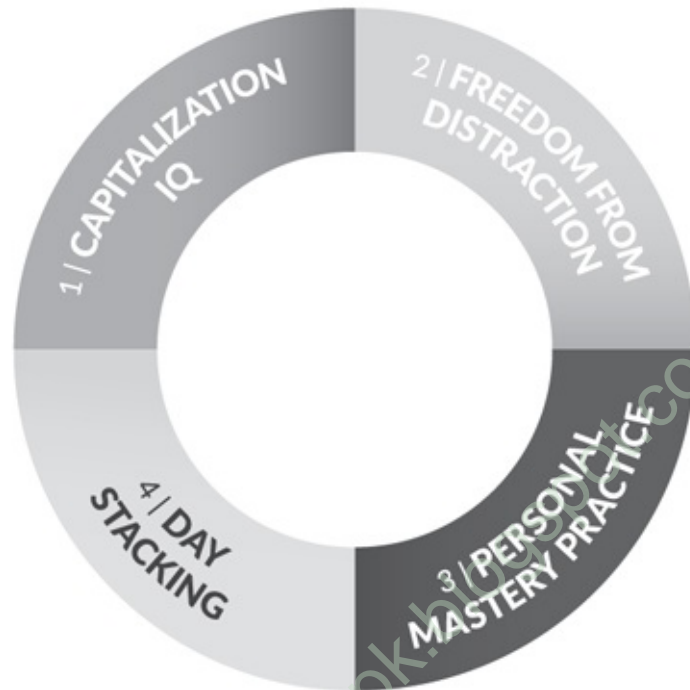 1 | CAPITALIZATION
IQ
2 | FREEDOM FROM
DISTRACTION
3 | PERSONAL
MASTERY PRACTICE
4 | DAY
STACKING